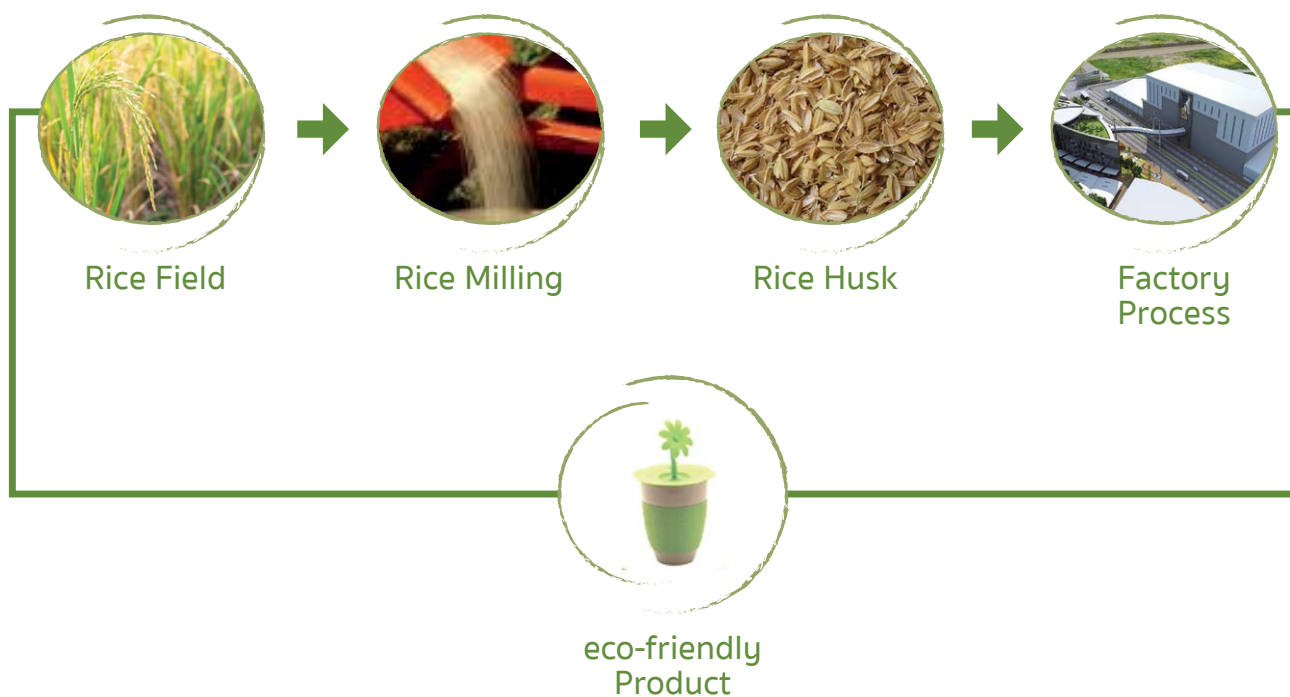 Rice Field
Rice Milling
Rice Husk
Factory
Process
eco-friendly
Product